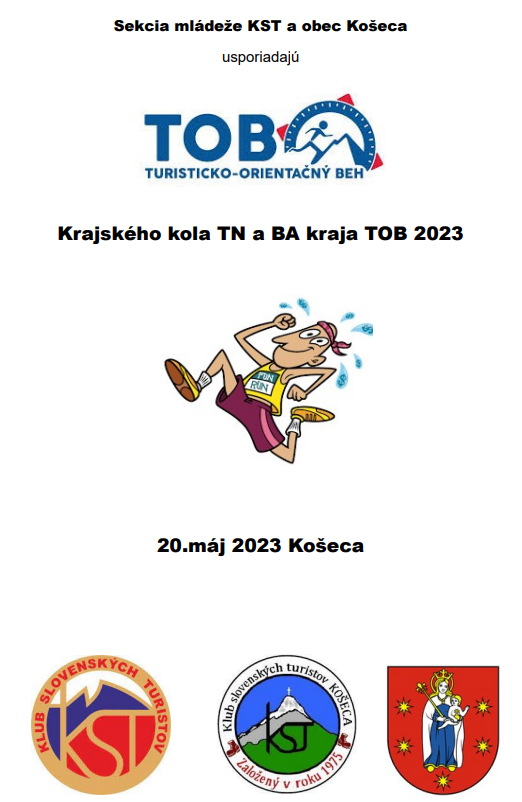 Sekcia mládeže KST a obec Košeca
usporiadajú
TOB
TURISTICKO-ORIENTAČNÝ BEH
Krajského kola TN a BA kraja TOB 2023
FUN
RUN
20.máj 2023 Košeca
KLUB SLOVENSKÝCH TURISTOV
KST
Klub slovenských turistov KOŠECA
KST
Založený v roku 1975